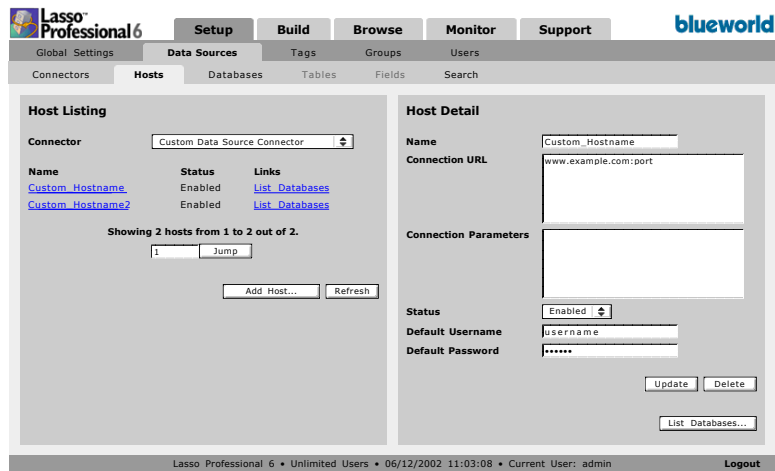 Lasso™
Professional 6
Setup Build Browse Monitor Support
blueworld
Global Settings Data Sources Tags Groups Users
Connectors Hosts Databases Tables Fields Search
Host Listing
Connector Custom Data Source Connector
Name Status Links
Custom_Hostname Enabled List Databases
Custom_Hostname2 Enabled List Databases
Showing 2 hosts from 1 to 2 out of 2.
1 Jump
Add Host... Refresh
Host Detail
Name Custom_Hostname
Connection URL www.example.com:port
Connection Parameters
Status Enabled
Default Username username
Default Password ••••••
Update Delete
List Databases...
Lasso Professional 6 • Unlimited Users • 06/12/2002 11:03:08 • Current User: admin Logout